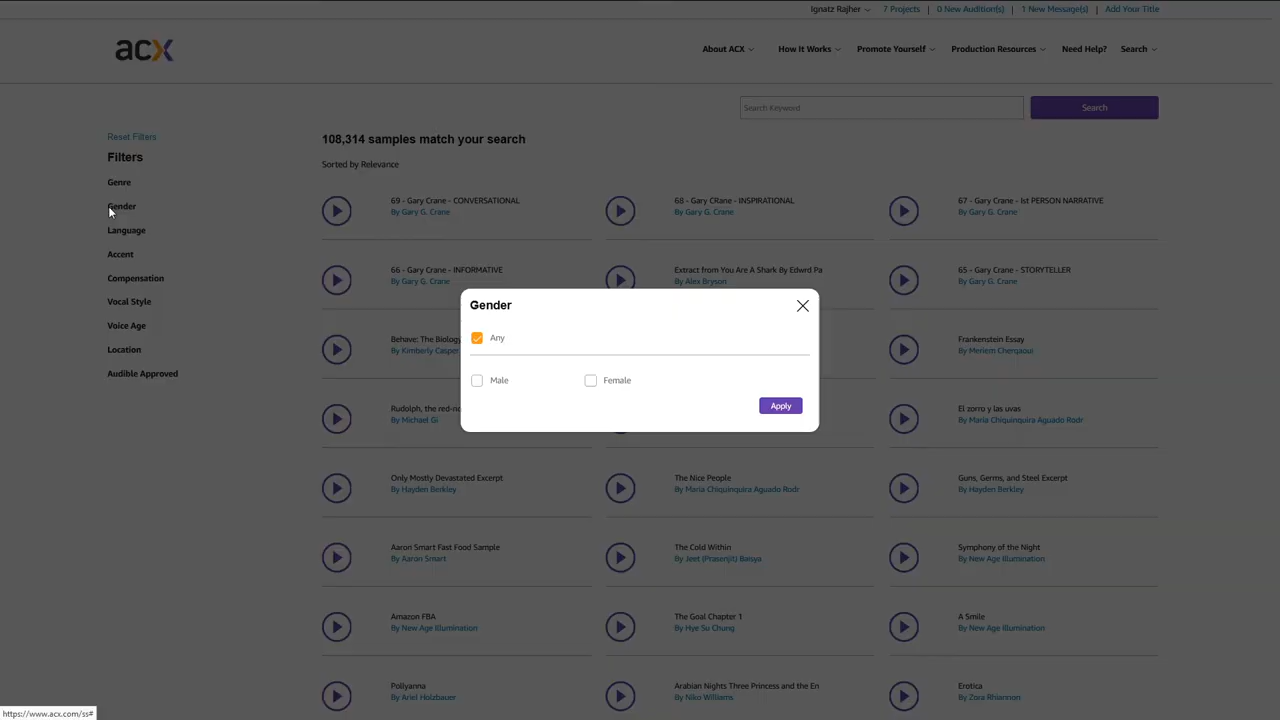 Ignatz Rajher
7 Projects | 0 New Audition(s) | 1 New Message(s) | Add Your Title
acx
About ACX
How It Works
Promote Yourself
Production Resources
Need Help?
Search
Search Keyword
Search
Reset Filters
Filters
Genre
Gender
Language
Accent
Compensation
Vocal Style
Voice Age
Location
Audible Approved
108,314 samples match your search
Sorted by Relevance
69 - Gary Crane - CONVERSATIONAL
By Gary G. Crane
68 - Gary CRane - INSPIRATIONAL
By Gary G. Crane
67 - Gary Crane - Ist PERSON NARRATIVE
By Gary G. Crane
66 - Gary Crane - INFORMATIVE
By Gary G. Crane
Extract from You Are A Shark By Edwrd Pa
By Alex Bryson
65 - Gary Crane - STORYTELLER
By Gary G. Crane
Gender
Any
Male
Female
Apply
Behave: The Biology
By Kimberly Casper
Frankenstein Essay
By Meriem Cherqaoui
Rudolph, the red-no
By Michael Gi
El zorro y las uvas
By Maria Chiquinquira Aguado Rodr
Only Mostly Devastated Excerpt
By Hayden Berkley
The Nice People
By Maria Chiquinquira Aguado Rodr
Guns, Germs, and Steel Excerpt
By Hayden Berkley
Aaron Smart Fast Food Sample
By Aaron Smart
The Cold Within
By Jeet (Prasenjit) Baisya
Symphony of the Night
By New Age Illumination
Amazon FBA
By New Age Illumination
The Goal Chapter 1
By Hye Su Chung
A Smile
By New Age Illumination
Pollyanna
By Ariel Holzbauer
Arabian Nights Three Princess and the En
By Niko Williams
Erotica
By Zora Rhiannon
https://www.acx.com/ss#